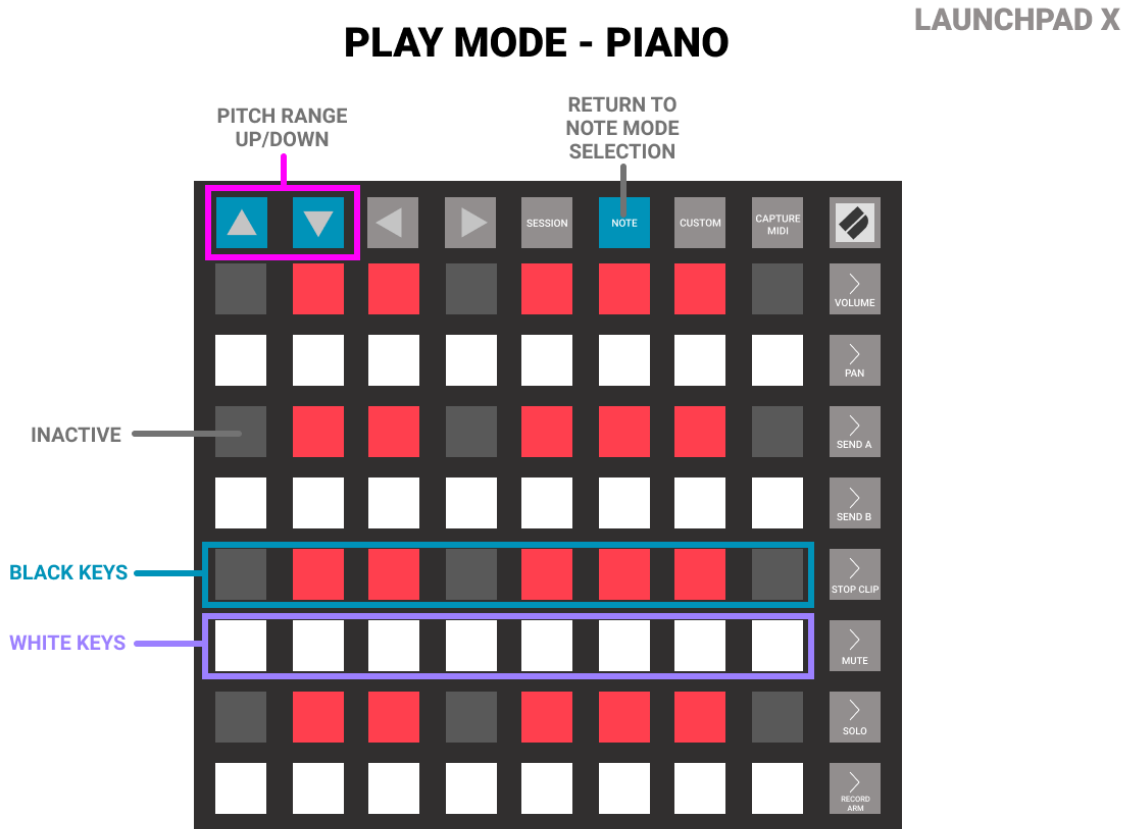 LAUNCHPAD X
PLAY MODE - PIANO
PITCH RANGE
UP/DOWN
RETURN TO
NOTE MODE
SELECTION
SESSION
NOTE
CUSTOM
CAPTURE
MIDI
VOLUME
PAN
INACTIVE
SEND A
SEND B
BLACK KEYS
STOP CLIP
WHITE KEYS
MUTE
SOLO
RECORD
ARM